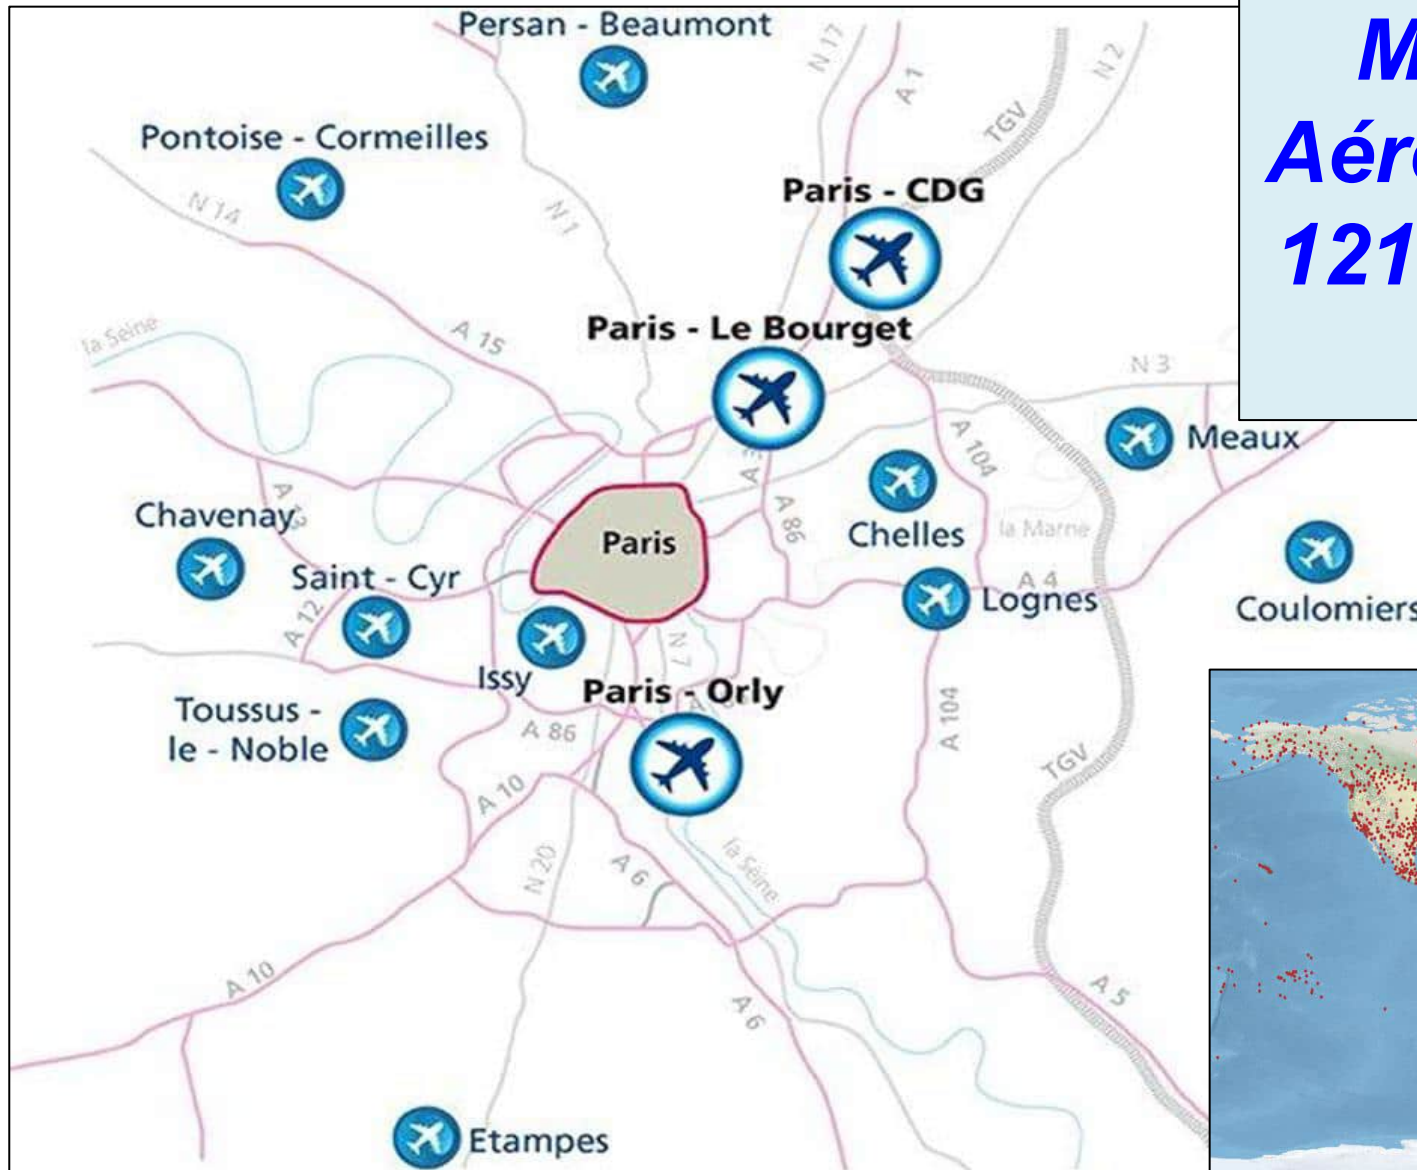 Persan - Beaumont
N 17
A 1
N 2
TGV
Pontoise - Cormeilles
N 14
N 1
Paris - CDG
la Seine
A 15
Paris - Le Bourget
N 3
Meaux
A 104
A 13
Chavenay
A 86
Chelles
la Marne
Paris
Saint - Cyr
A 12
A 4
Lognes
Coulomiers
Issy
N 7
Paris - Orly
Toussus -
le - Noble
A 86
A 104
TGV
A 10
N 20
A 6
la Seine
A 10
A 6
A 5
Etampes
M
Aér
121